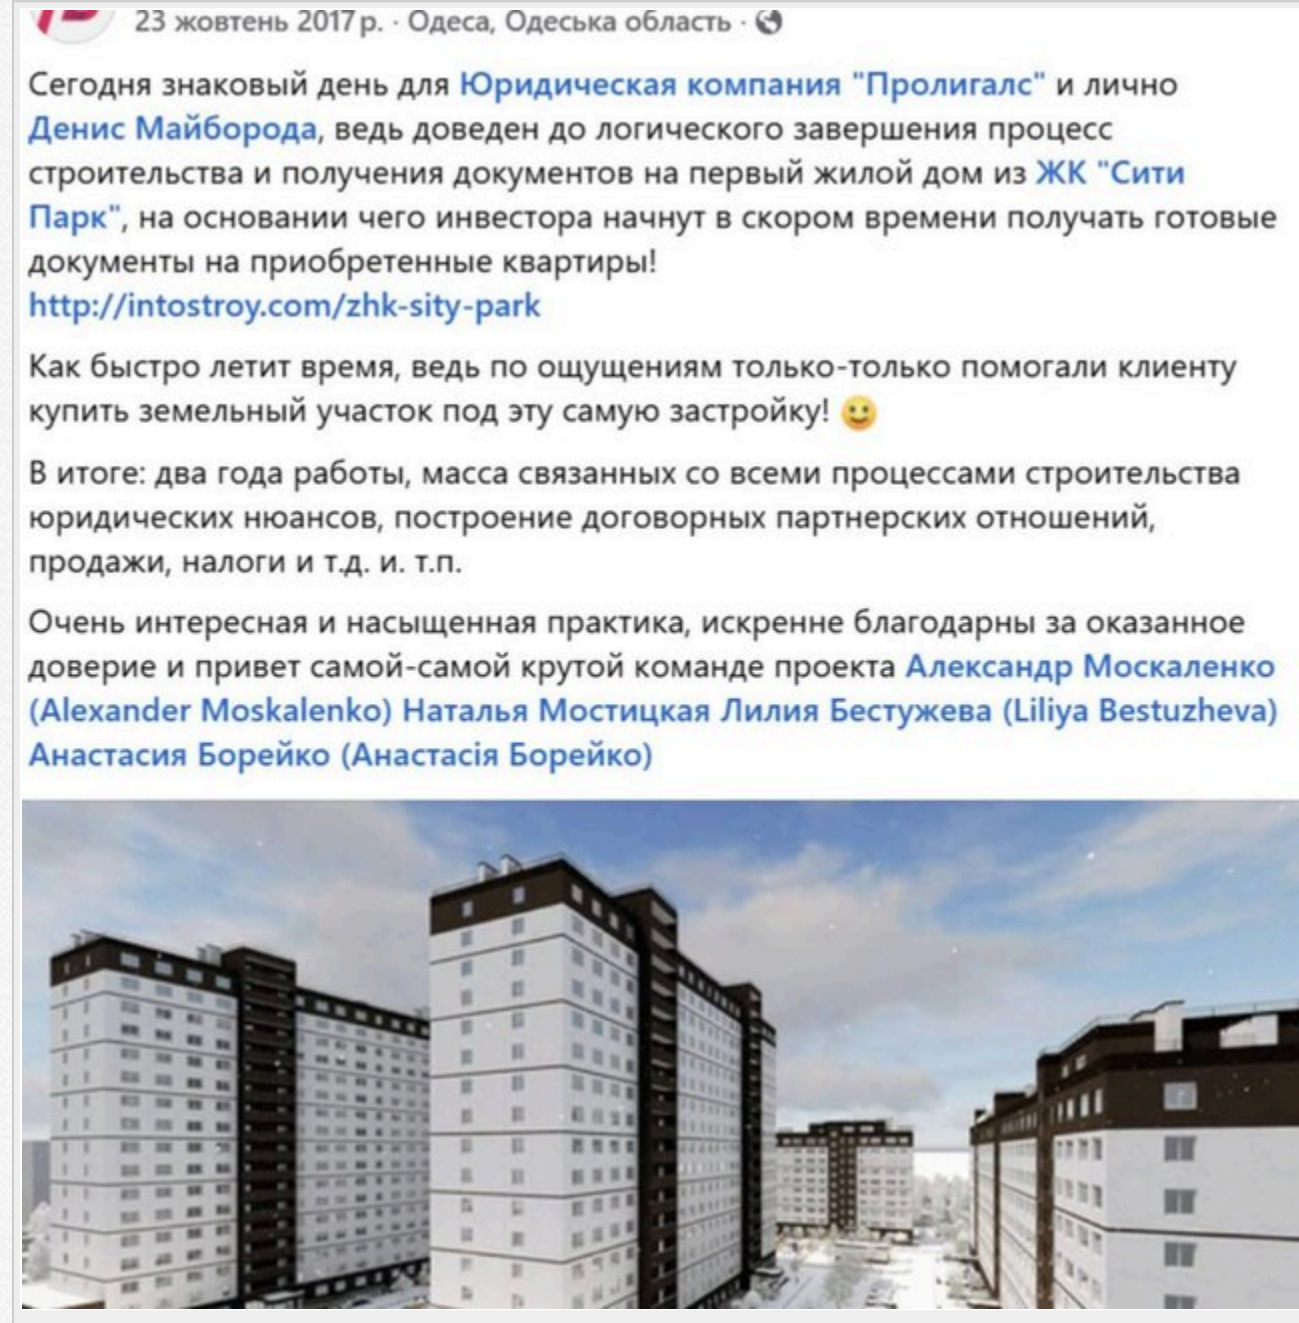 23 жовтень 2017 р. · Одеса, Одеська область ·
Сегодня знаковый день для Юридическая компания "Пролигалс" и лично
Денис Майборода, ведь доведен до логического завершения процесс
строительства и получения документов на первый жилой дом из ЖК "Сити
Парк", на основании чего инвестора начнут в скором времени получать готовые
документы на приобретенные квартиры!
http://intostroy.com/zhk-sity-park
Как быстро летит время, ведь по ощущениям только-только помогали клиенту
купить земельный участок под эту самую застройку! 🙂
В итоге: два года работы, масса связанных со всеми процессами строительства
юридических нюансов, построение договорных партнерских отношений,
продажи, налоги и т.д. и. т.п.
Очень интересная и насыщенная практика, искренне благодарны за оказанное
доверие и привет самой-самой крутой команде проекта Александр Москаленко
(Alexander Moskalenko) Наталья Мостицкая Лилия Бестужева (Liliya Bestuzheva)
Анастасия Борейко (Анастасія Борейко)